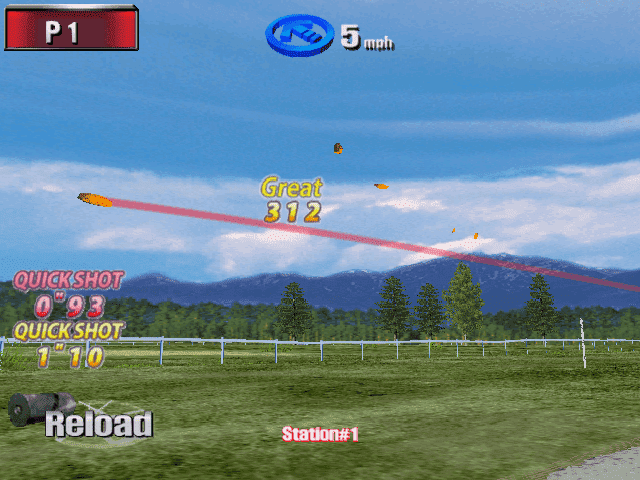 P1
5 mph
Great
312
QUICK SHOT
0"93
QUICK SHOT
1"10
Reload
Station#1